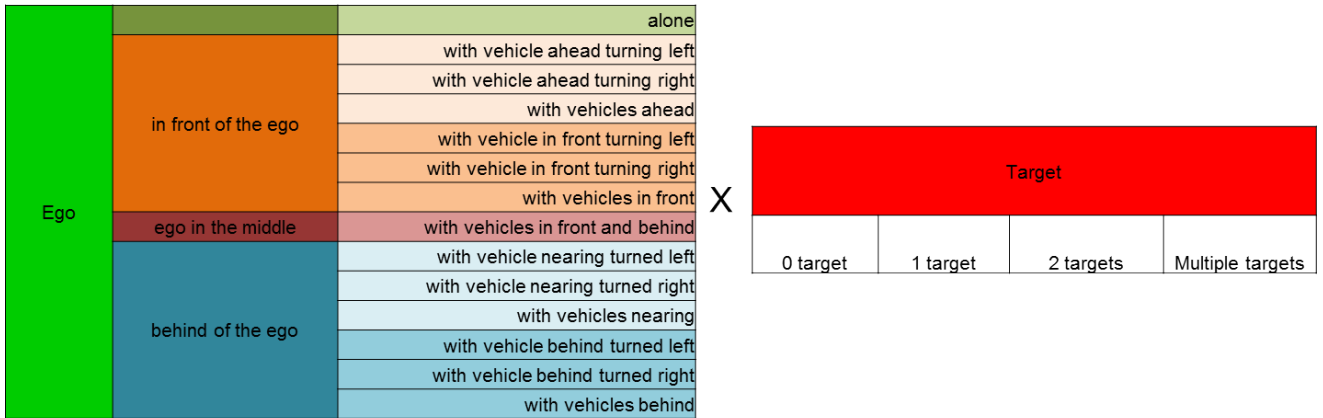 Ego
alone
in front of the ego
with vehicle ahead turning left
with vehicle ahead turning right
with vehicles ahead
with vehicle in front turning left
with vehicle in front turning right
with vehicles in front
ego in the middle
with vehicles in front and behind
behind of the ego
with vehicle nearing turned left
with vehicle nearing turned right
with vehicles nearing
with vehicle behind turned left
with vehicle behind turned right
with vehicles behind
X
Target
0 target
1 target
2 targets
Multiple targets